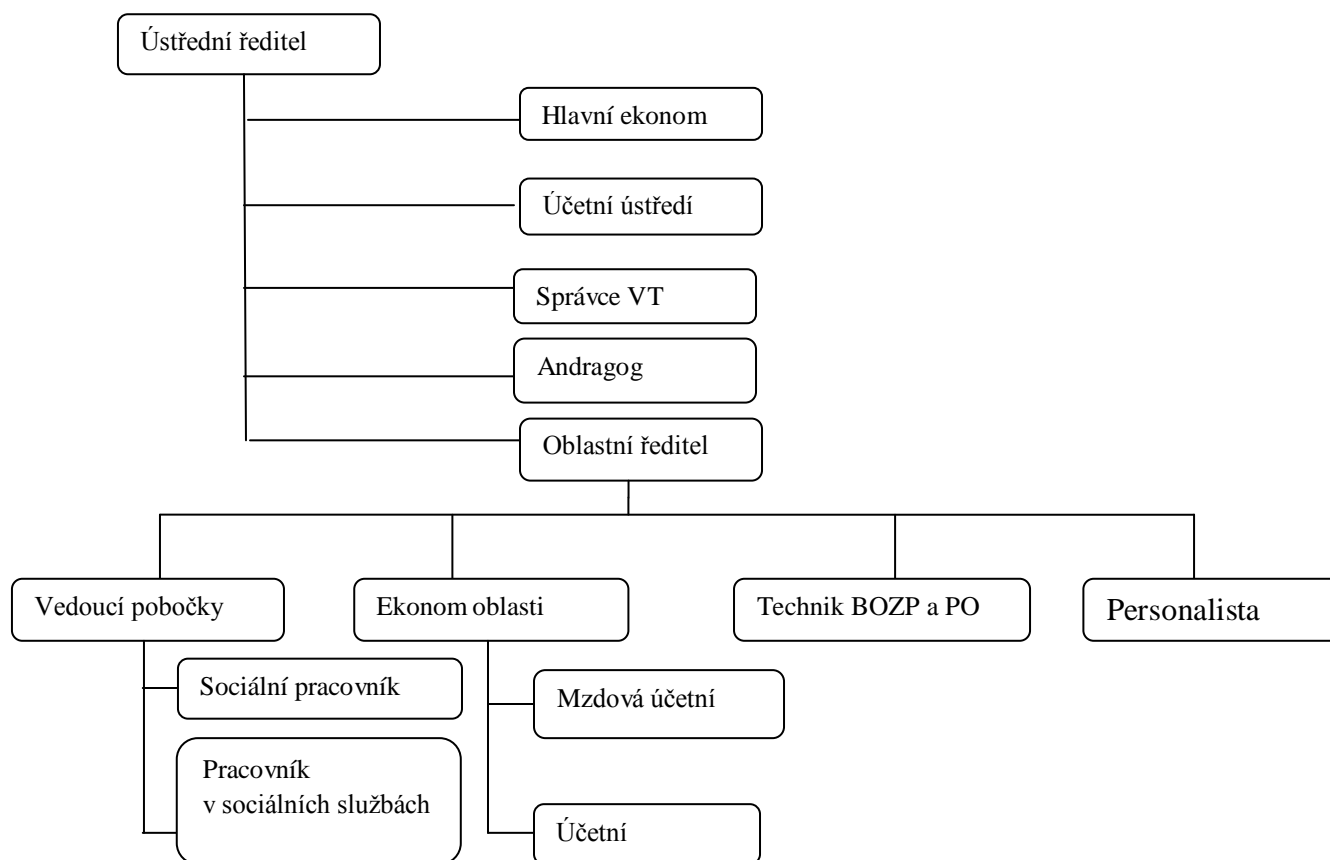 Ústřední ředitel
Hlavní ekonom
Účetní ústředí
Správce VT
Andragog
Oblastní ředitel
Vedoucí pobočky
Ekonom oblasti
Technik BOZP a PO
Personalista
Sociální pracovník
Mzdová účetní
Pracovník
v sociálních službách
Účetní